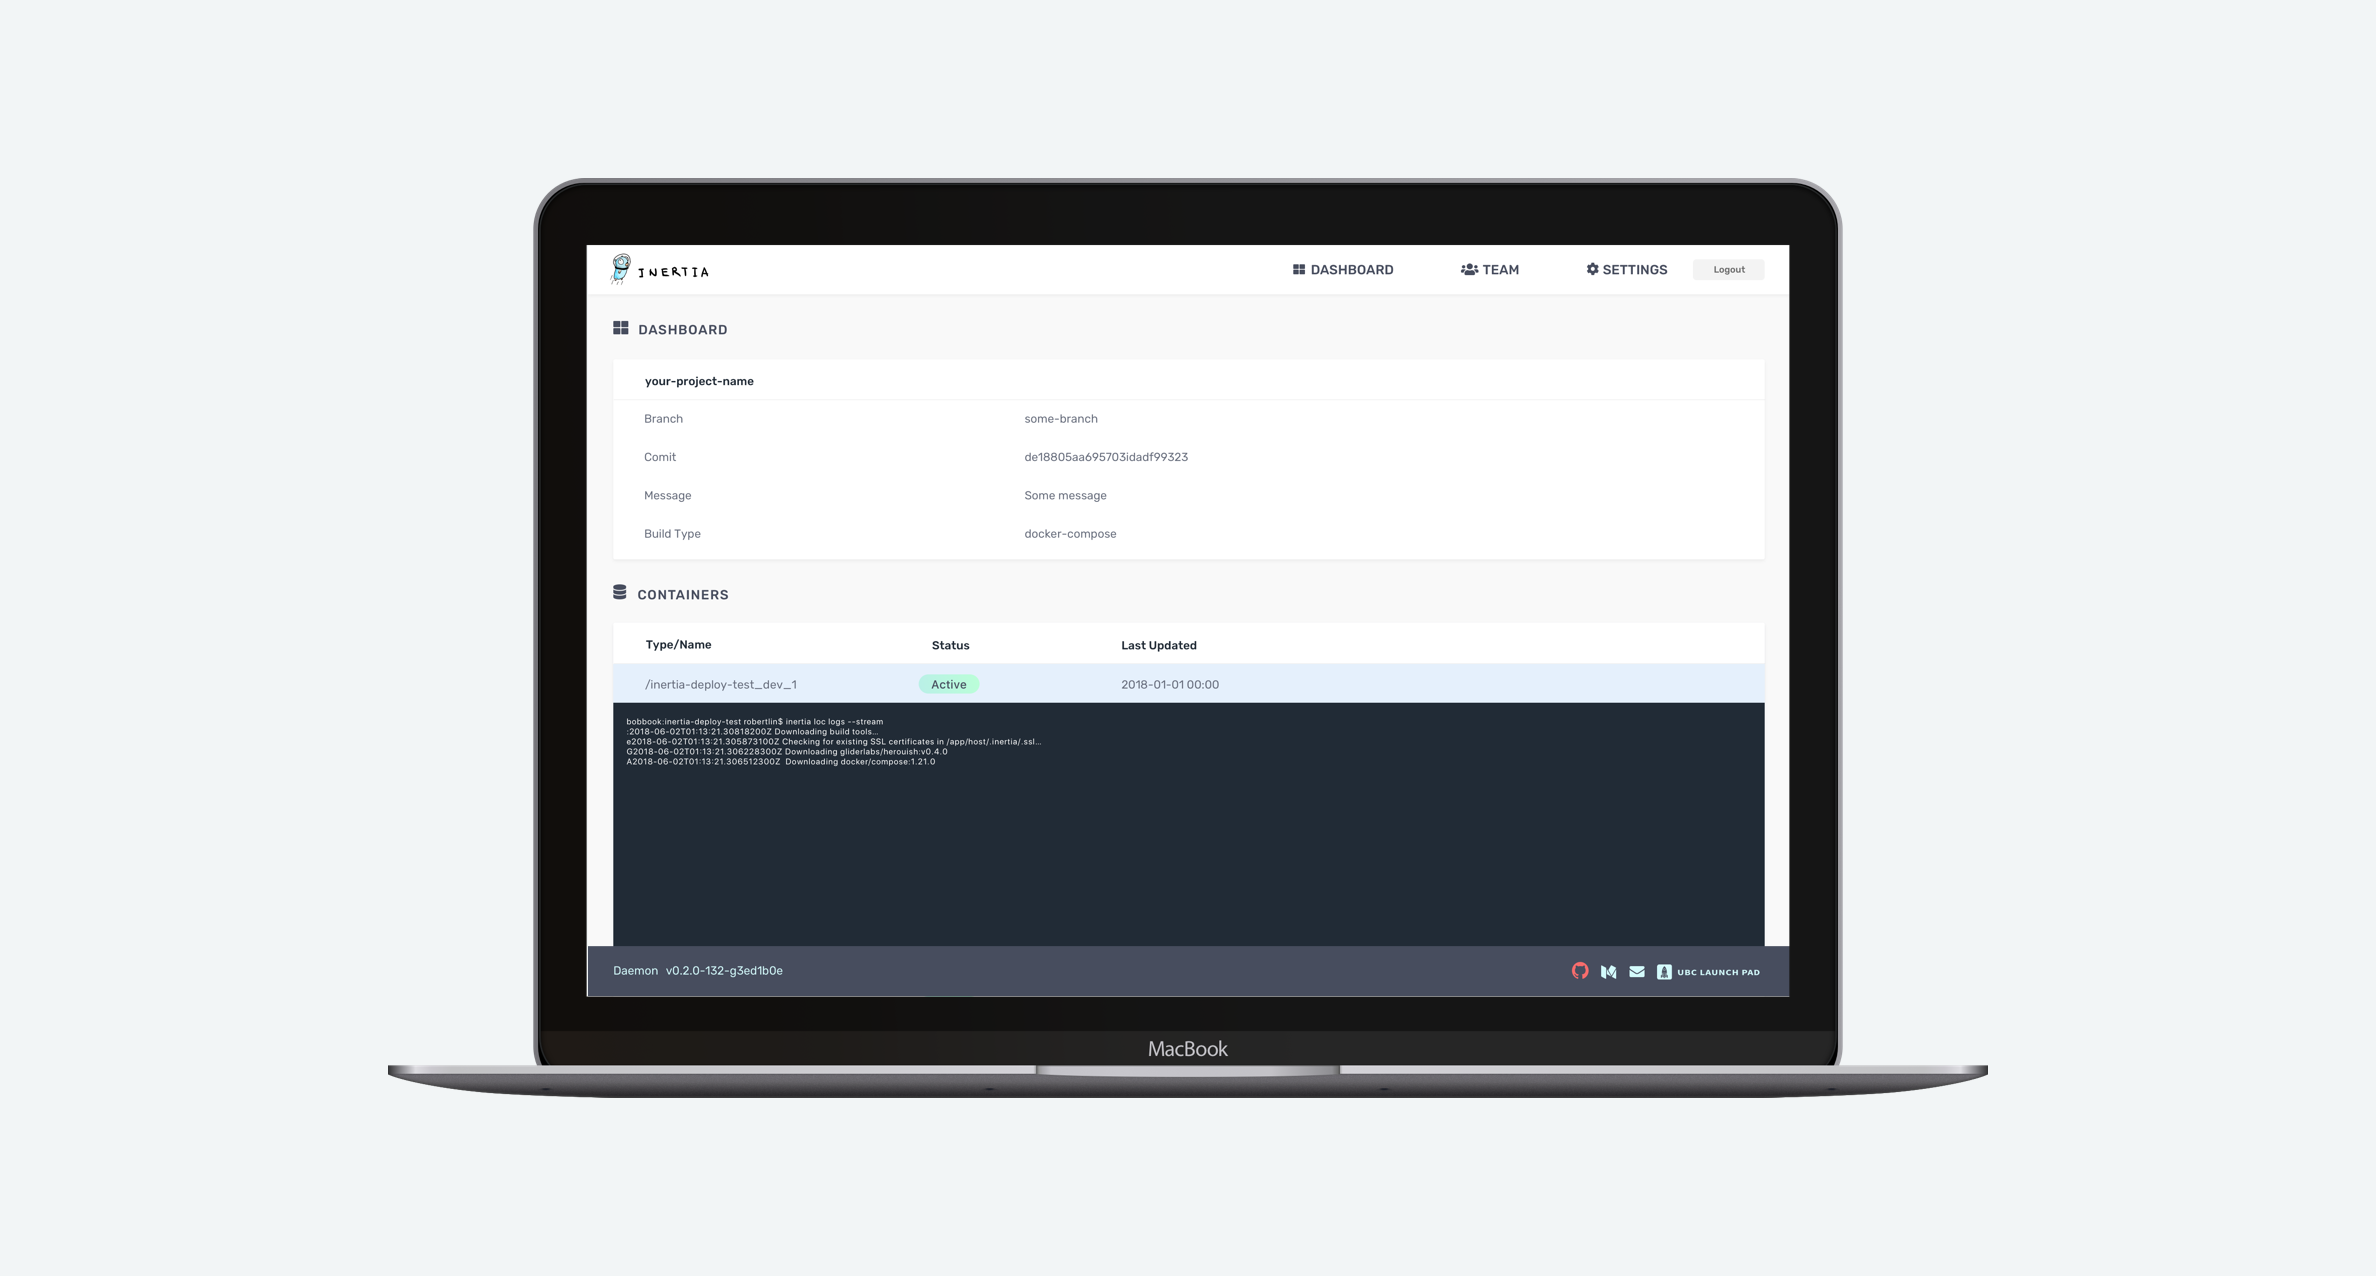 INERTIA
DASHBOARD
TEAM
SETTINGS
Logout
DASHBOARD
your-project-name
Branch some-branch
Comit de18805aa695703idadf99323
Message Some message
Build Type docker-compose
CONTAINERS
Type/Name Status Last Updated
/inertia-deploy-test_dev_1 Active 2018-01-01 00:00
bobbook:inertia-deploy-test robertlin$ inertia loc logs --stream
:2018-06-02T01:13:21.30818200Z Downloading build tools...
e2018-06-02T01:13:21.305873100Z Checking for existing SSL certificates in /app/host/.inertia/.ssl...
G2018-06-02T01:13:21.306228300Z Downloading gliderlabs/herouish:v0.4.0
A2018-06-02T01:13:21.306512300Z Downloading docker/compose:1.21.0
Daemon v0.2.0-132-g3ed1b0e
UBC LAUNCH PAD
MacBook